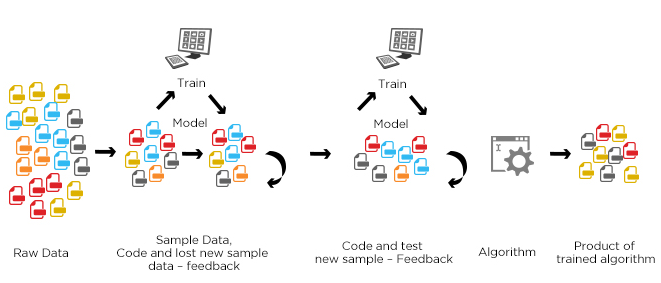 Train
Train
Model
Model
Raw Data
Sample Data,
Code and lost new sample
data – feedback
Code and test
new sample – Feedback
Algorithm
Product of
trained algorithm